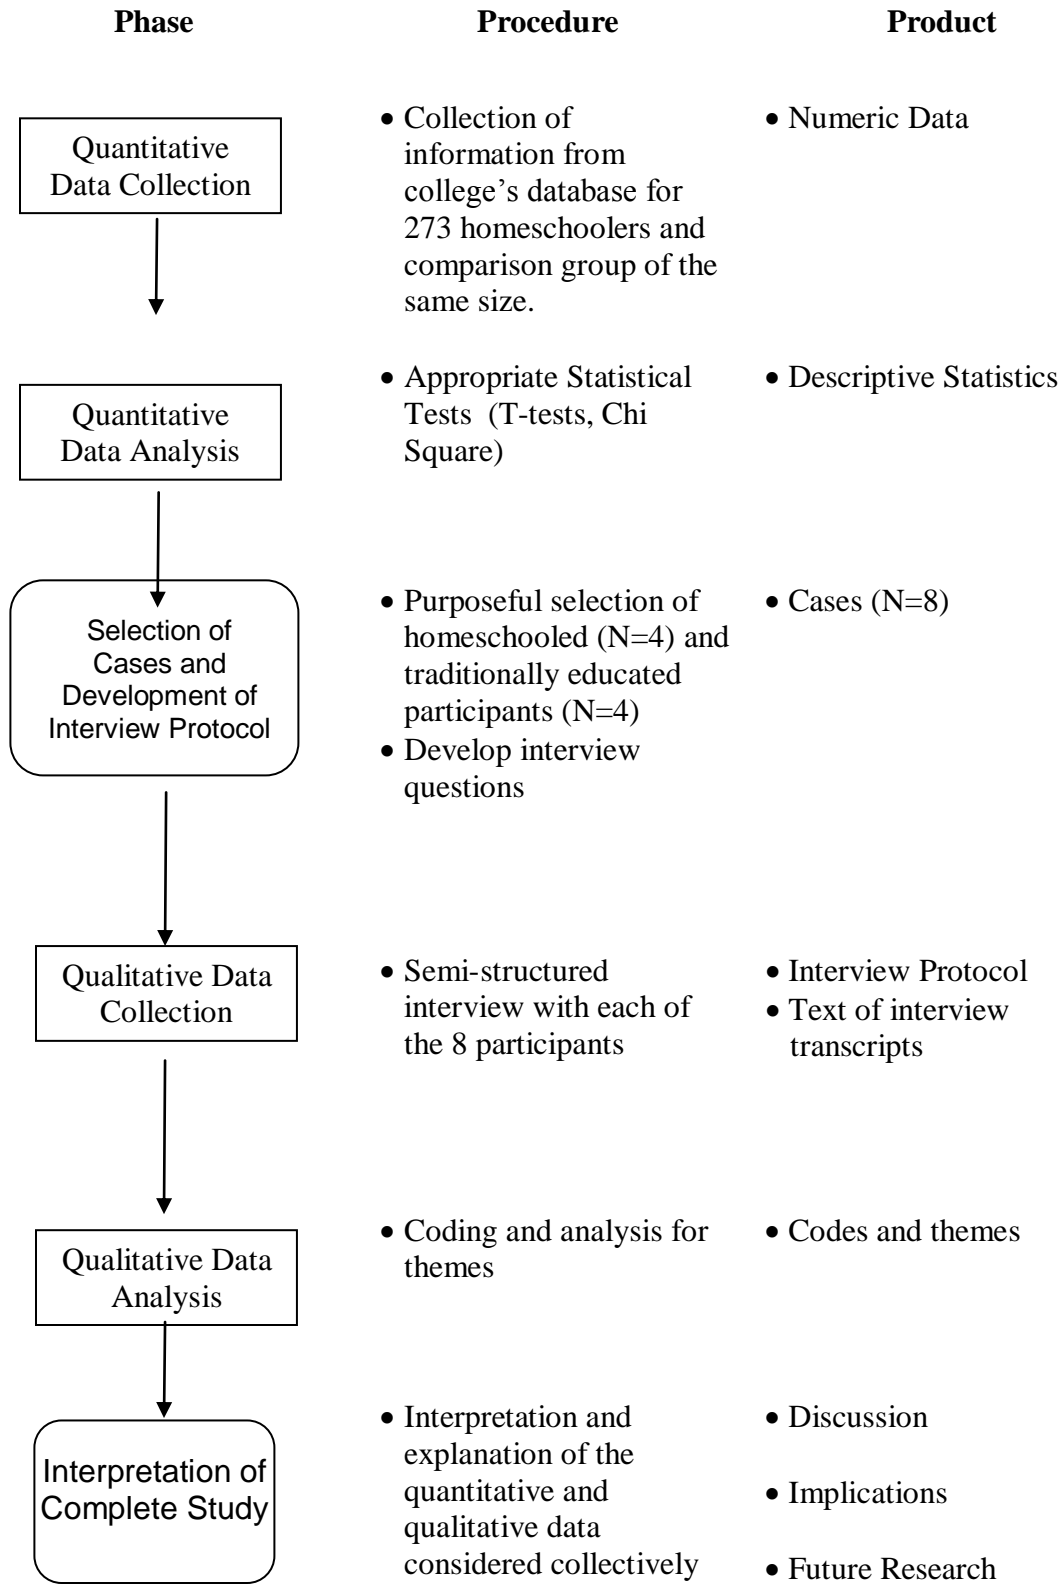 Phase Procedure Product
Quantitative
Data Collection
• Collection of
information from
college’s database for
273 homeschoolers and
comparison group of the
same size.
• Numeric Data
Quantitative
Data Analysis
• Appropriate Statistical
Tests (T-tests, Chi
Square)
• Descriptive Statistics
Selection of
Cases and
Development of
Interview Protocol
• Purposeful selection of
homeschooled (N=4) and
traditionally educated
participants (N=4)
• Develop interview
questions
• Cases (N=8)
Qualitative Data
Collection
• Semi-structured
interview with each of
the 8 participants
• Interview Protocol
• Text of interview
transcripts
Qualitative Data
Analysis
• Coding and analysis for
themes
• Codes and themes
Interpretation of
Complete Study
• Interpretation and
explanation of the
quantitative and
qualitative data
considered collectively
• Discussion
• Implications
• Future Research